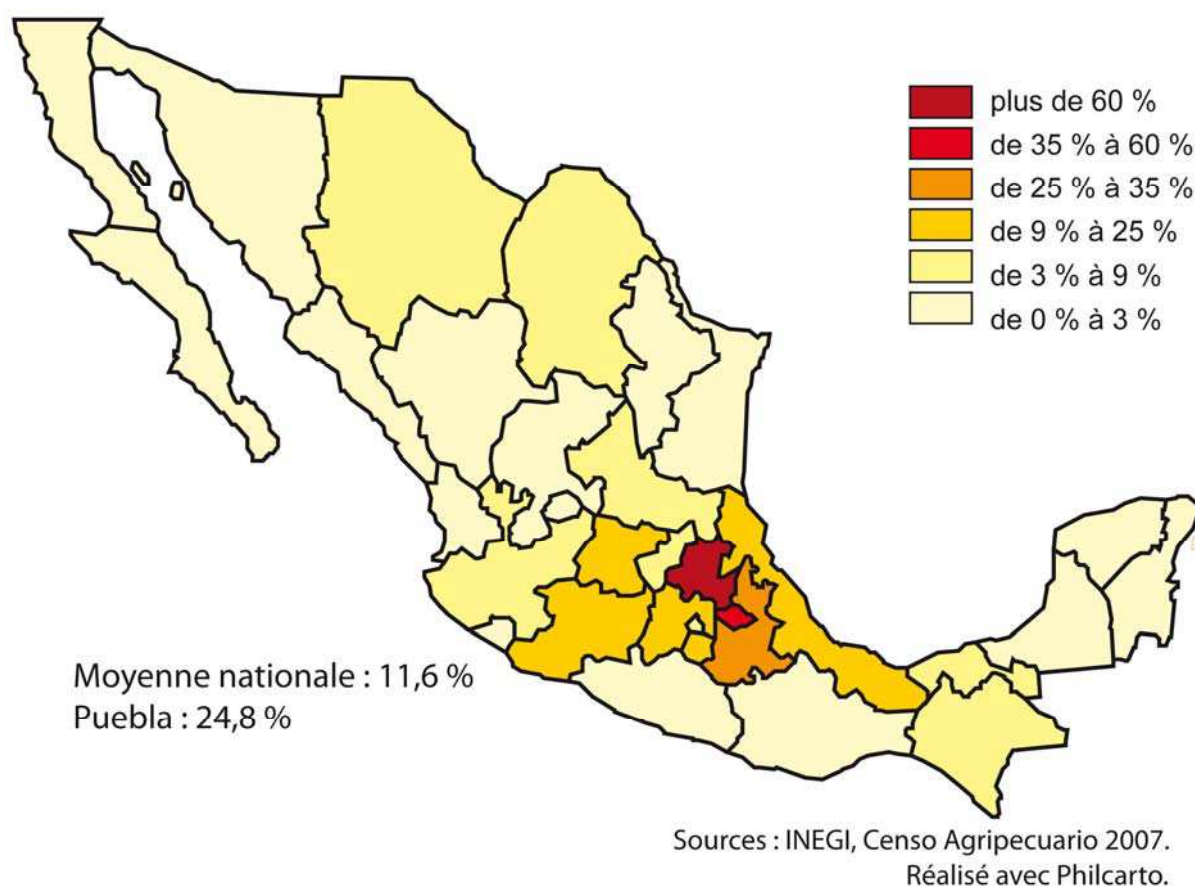 plus de 60 %
de 35 % à 60 %
de 25 % à 35 %
de 9 % à 25 %
de 3 % à 9 %
de 0 % à 3 %
Moyenne nationale : 11,6 %
Puebla : 24,8 %
Sources : INEGI, Censo Agripecuario 2007.
Réalisé avec Philcarto.